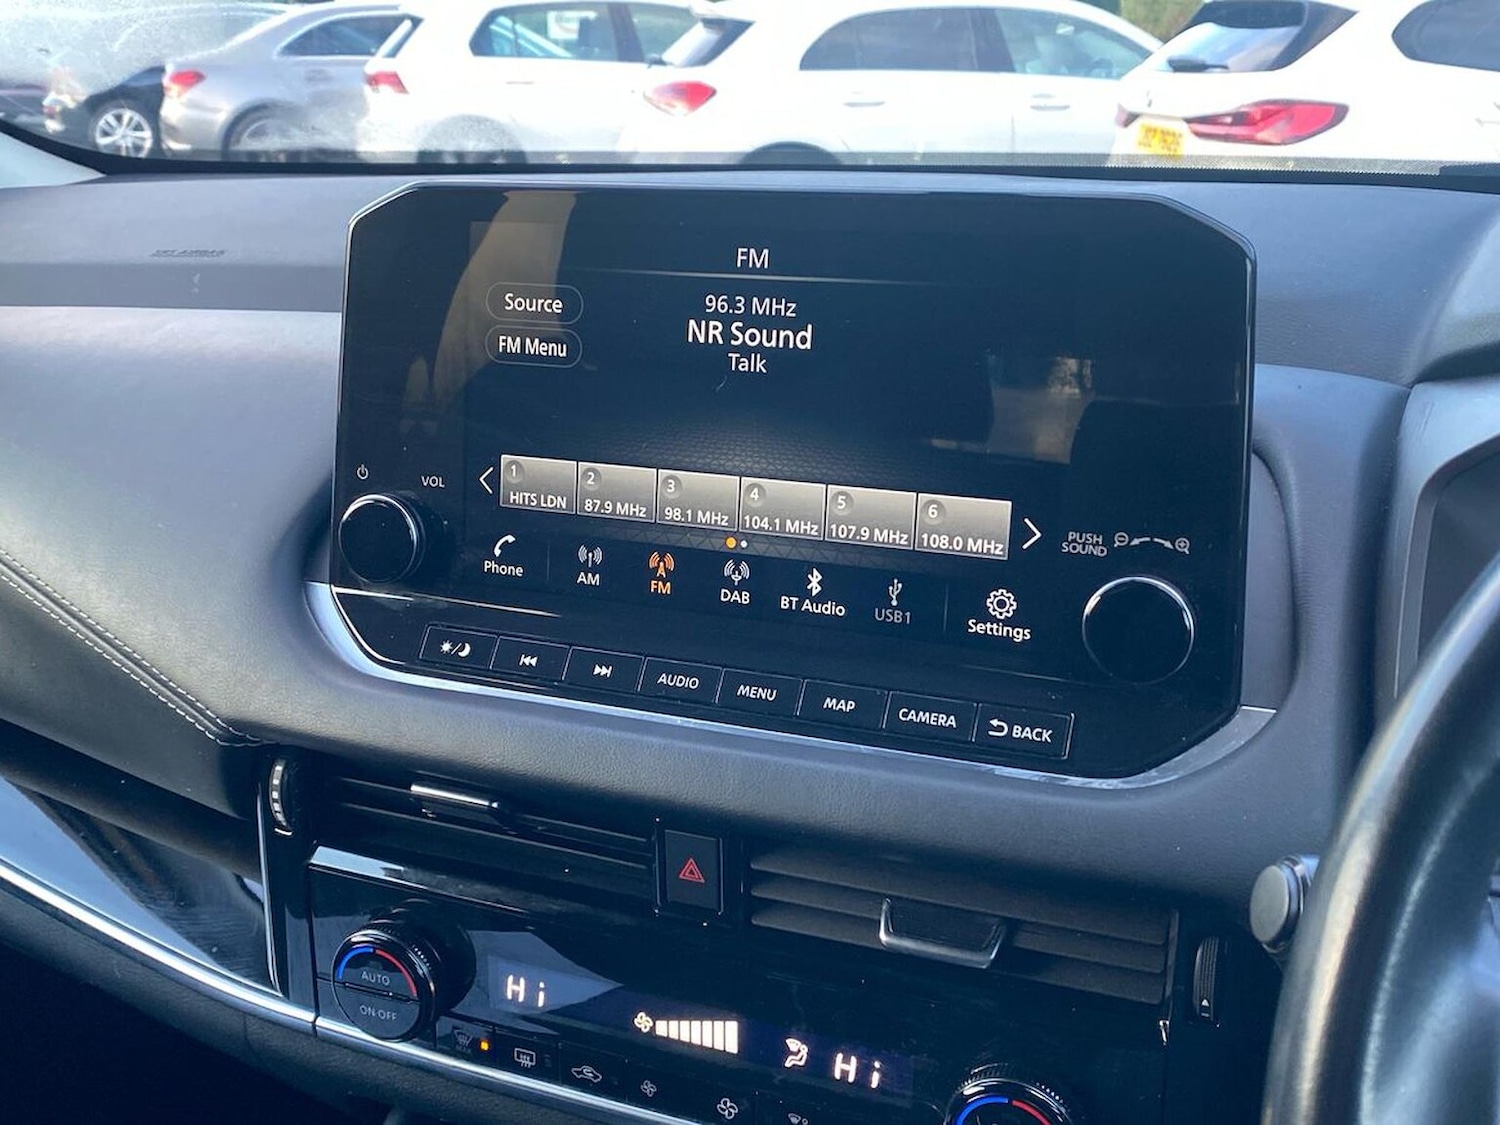 FM
Source
96.3 MHz
NR Sound
Talk
FM Menu
VOL
1
HITS LDN
2
87.9 MHz
3
98.1 MHz
4
104.1 MHz
5
107.9 MHz
6
108.0 MHz
PUSH
SOUND
Phone
AM
FM
DAB
BT Audio
USB1
Settings
AUDIO
MENU
MAP
CAMERA
BACK
AUTO
ON·OFF
Hi
Hi